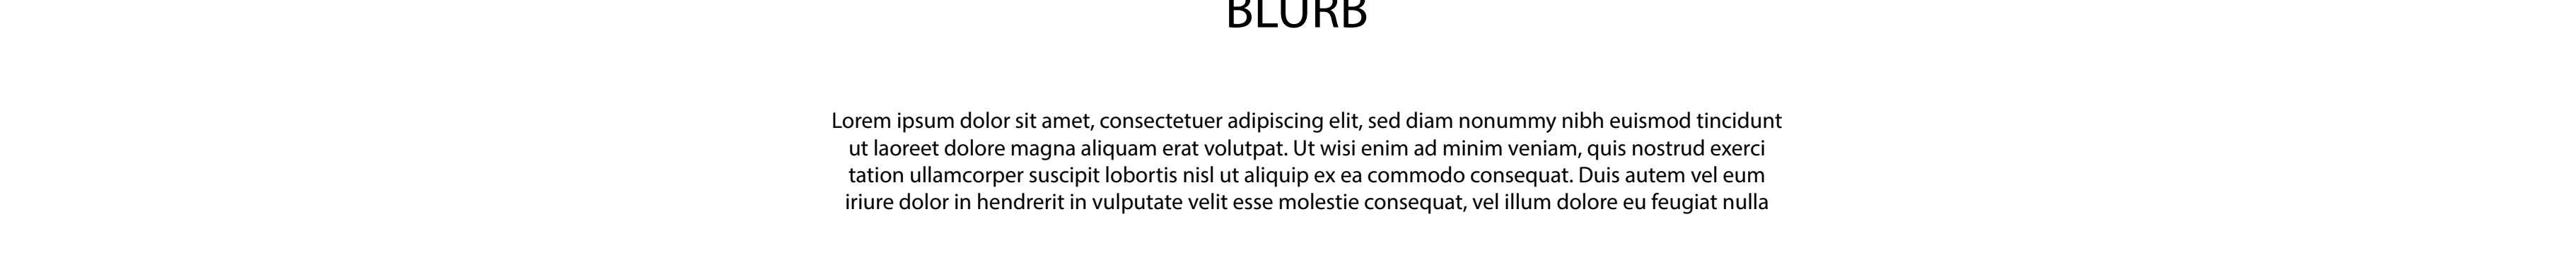 BLURB
Lorem ipsum dolor sit amet, consectetuer adipiscing elit, sed diam nonummy nibh euismod tincidunt
ut laoreet dolore magna aliquam erat volutpat. Ut wisi enim ad minim veniam, quis nostrud exerci
tation ullamcorper suscipit lobortis nisl ut aliquip ex ea commodo consequat. Duis autem vel eum
iriure dolor in hendrerit in vulputate velit esse molestie consequat, vel illum dolore eu feugiat nulla